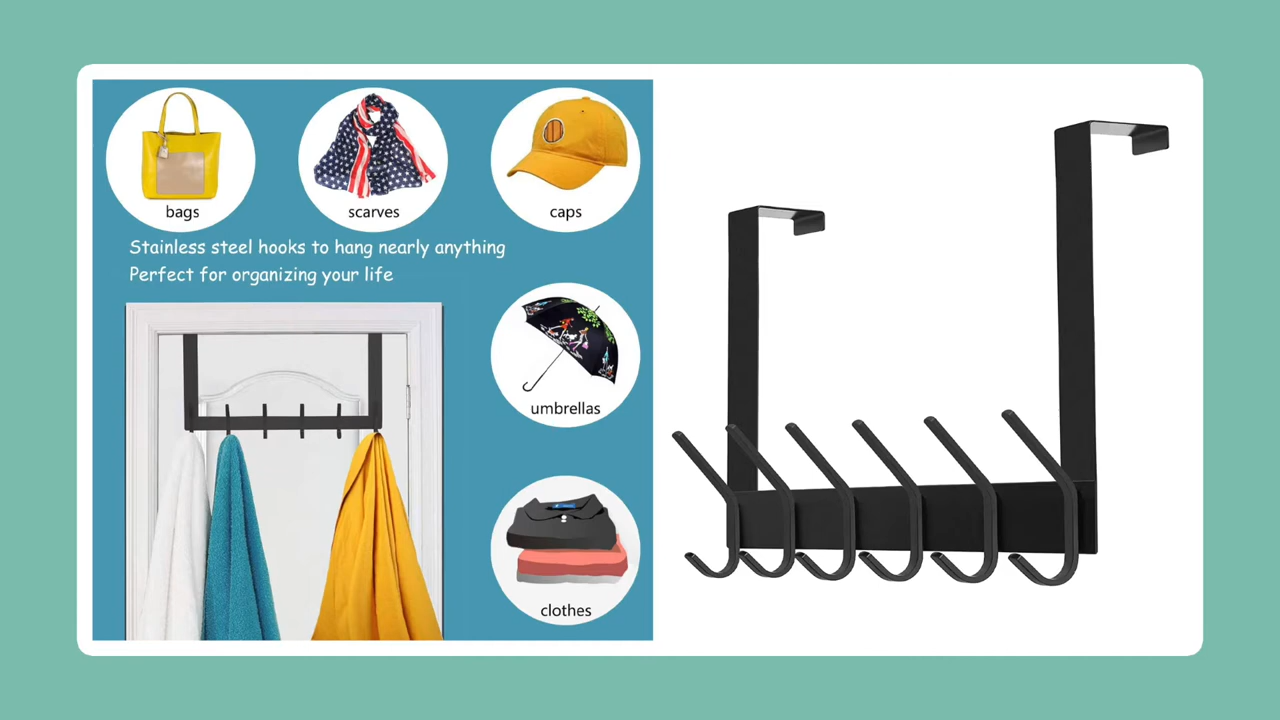 bags
scarves
caps
Stainless steel hooks to hang nearly anything
Perfect for organizing your life
umbrellas
clothes